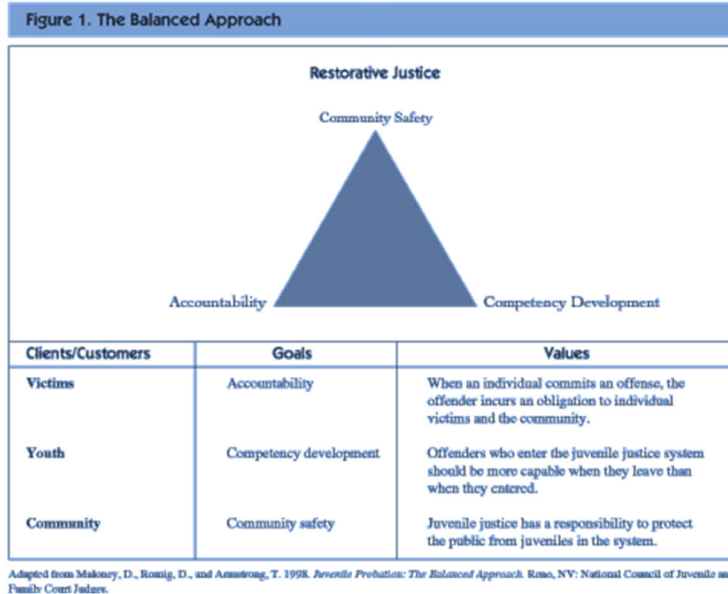 Figure 1. The Balanced Approach
Restorative Justice
Community Safety
Accountability
Competency Development
Clients/Customers Goals Values
Victims Accountability When an individual commits an offense, the
offender incurs an obligation to individual
victims and the community.
Youth Competency development Offenders who enter the juvenile justice system
should be more capable when they leave than
when they entered.
Community Community safety Juvenile justice has a responsibility to protect
the public from juveniles in the system.
Adapted from Maloney, D., Romig, D., and Armstrong, T. 1998. Juvenile Probation: The Balanced Approach. Reno, NV: National Council of Juvenile an
Family Court Judges.